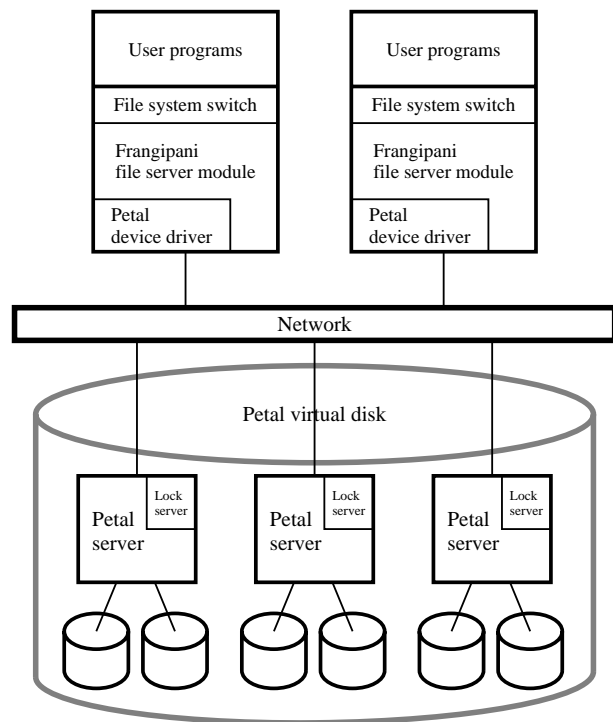 User programs
User programs
File system switch
File system switch
Frangipani
file server module
Frangipani
file server module
Petal
device driver
Petal
device driver
Network
Petal virtual disk
Petal
server
Lock
server
Petal
server
Lock
server
Petal
server
Lock
server